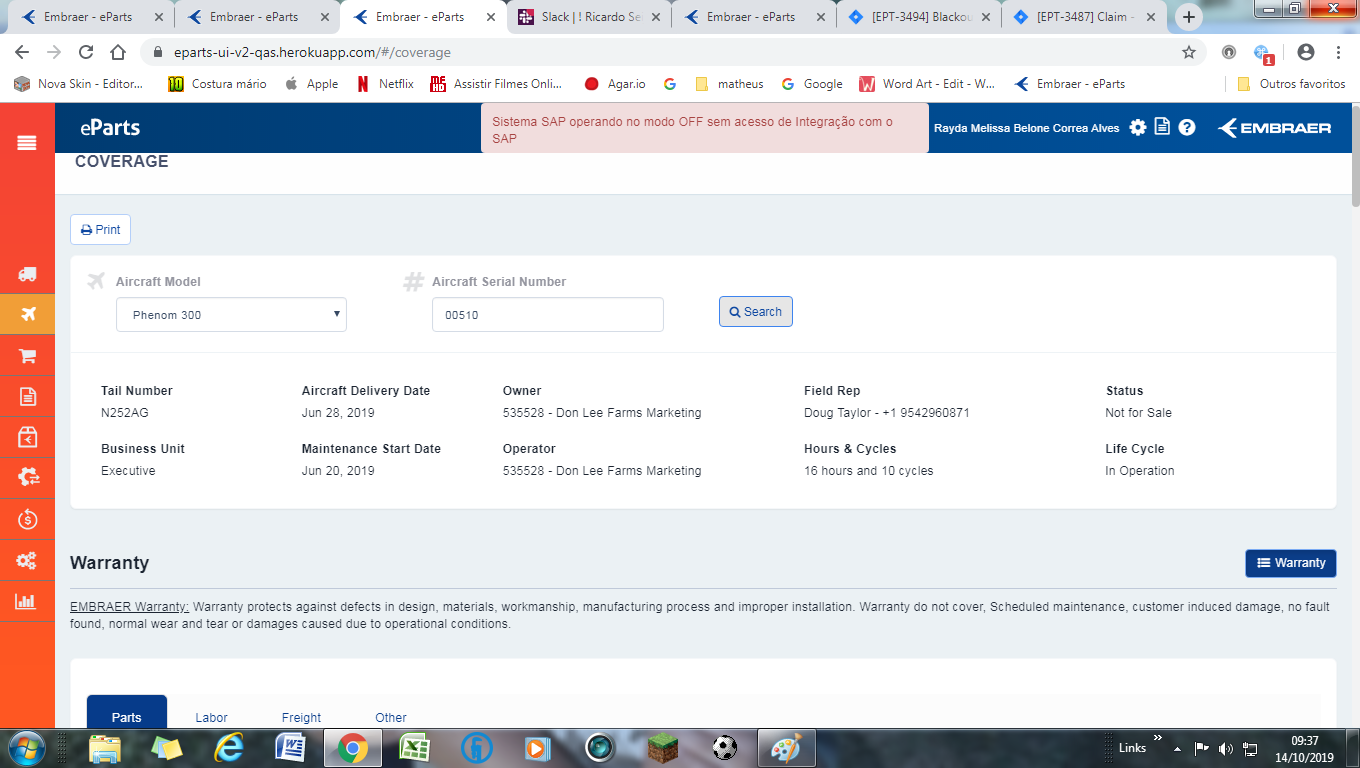 Embraer - eParts
Embraer - eParts
Embraer - eParts
Slack | ! Ricardo Se
Embraer - eParts
[EPT-3494] Blackou
[EPT-3487] Claim -
eparts-ui-v2-qas.herokuapp.com/#/coverage
1
Nova Skin - Editor...
10
Costura mário
Apple
Netflix
Assistir Filmes Onli...
Agar.io
matheus
Google
Word Art - Edit - W...
Embraer - eParts
Outros favoritos
eParts
Sistema SAP operando no modo OFF sem acesso de Integração com o
SAP
Rayda Melissa Belone Correa Alves
EMBRAER
COVERAGE
Print
Aircraft Model
Aircraft Serial Number
Phenom 300
00510
Search
Tail Number
Aircraft Delivery Date
Owner
Field Rep
Status
N252AG
Jun 28, 2019
535528 - Don Lee Farms Marketing
Doug Taylor - +1 9542960871
Not for Sale
Business Unit
Maintenance Start Date
Operator
Hours & Cycles
Life Cycle
Executive
Jun 20, 2019
535528 - Don Lee Farms Marketing
16 hours and 10 cycles
In Operation
Warranty
Warranty
EMBRAER Warranty: Warranty protects against defects in design, materials, workmanship, manufacturing process and improper installation. Warranty do not cover, Scheduled maintenance, customer induced damage, no fault
found, normal wear and tear or damages caused due to operational conditions.
Parts
Labor
Freight
Other
Links
09:37
14/10/2019